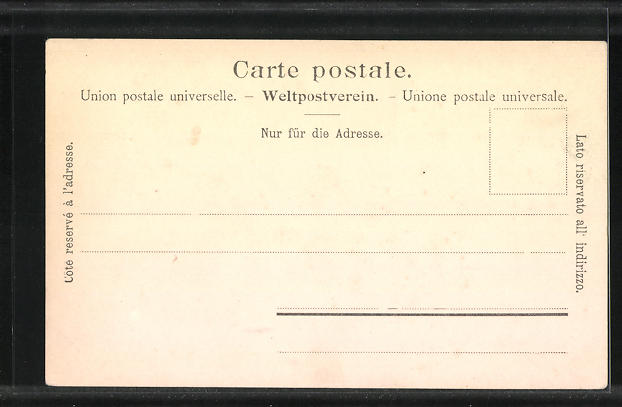 Carte postale.
Union postale universelle. – Weltpostverein. – Unione postale universale.
Nur für die Adresse.
Côte reservé à l'adresse.
Lato riservato all' indirizzo.